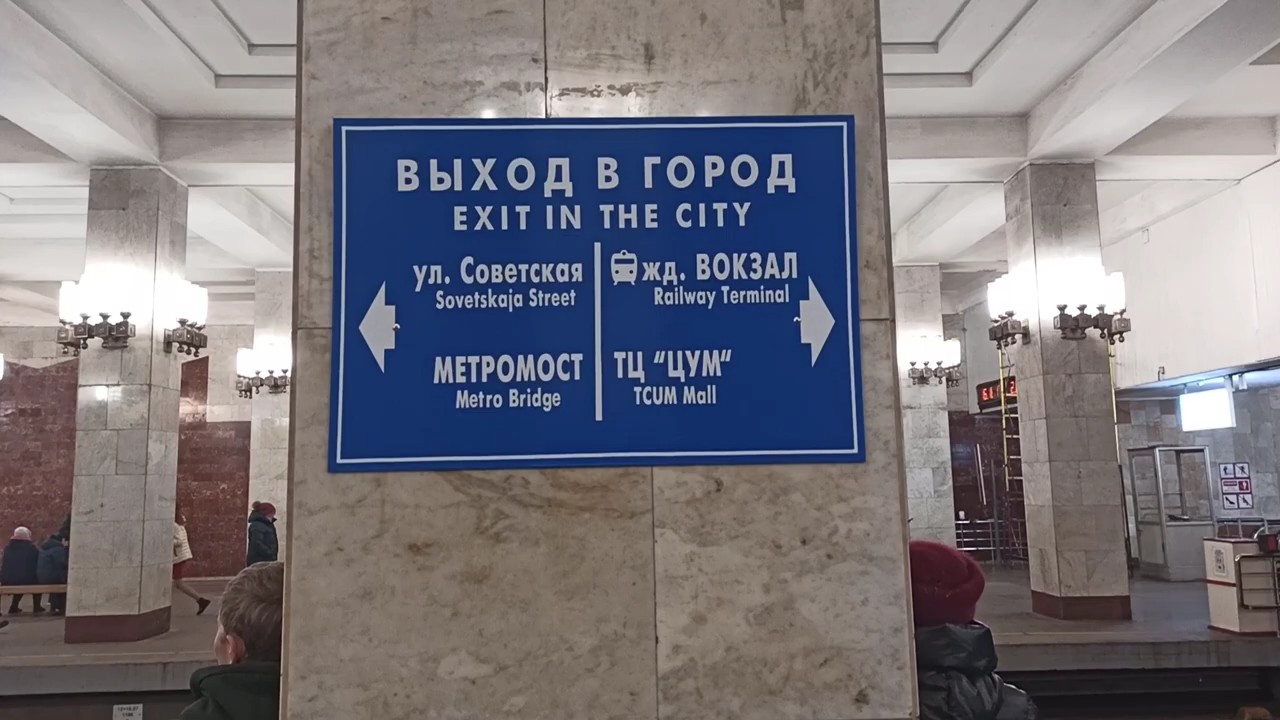 ВЫХОД В ГОРОД
EXIT IN THE CITY
ул. Советская
Sovetskaja Street
МЕТРОМОСТ
Metro Bridge
жд. ВОКЗАЛ
Railway Terminal
ТЦ “ЦУМ“
TCUM Mall